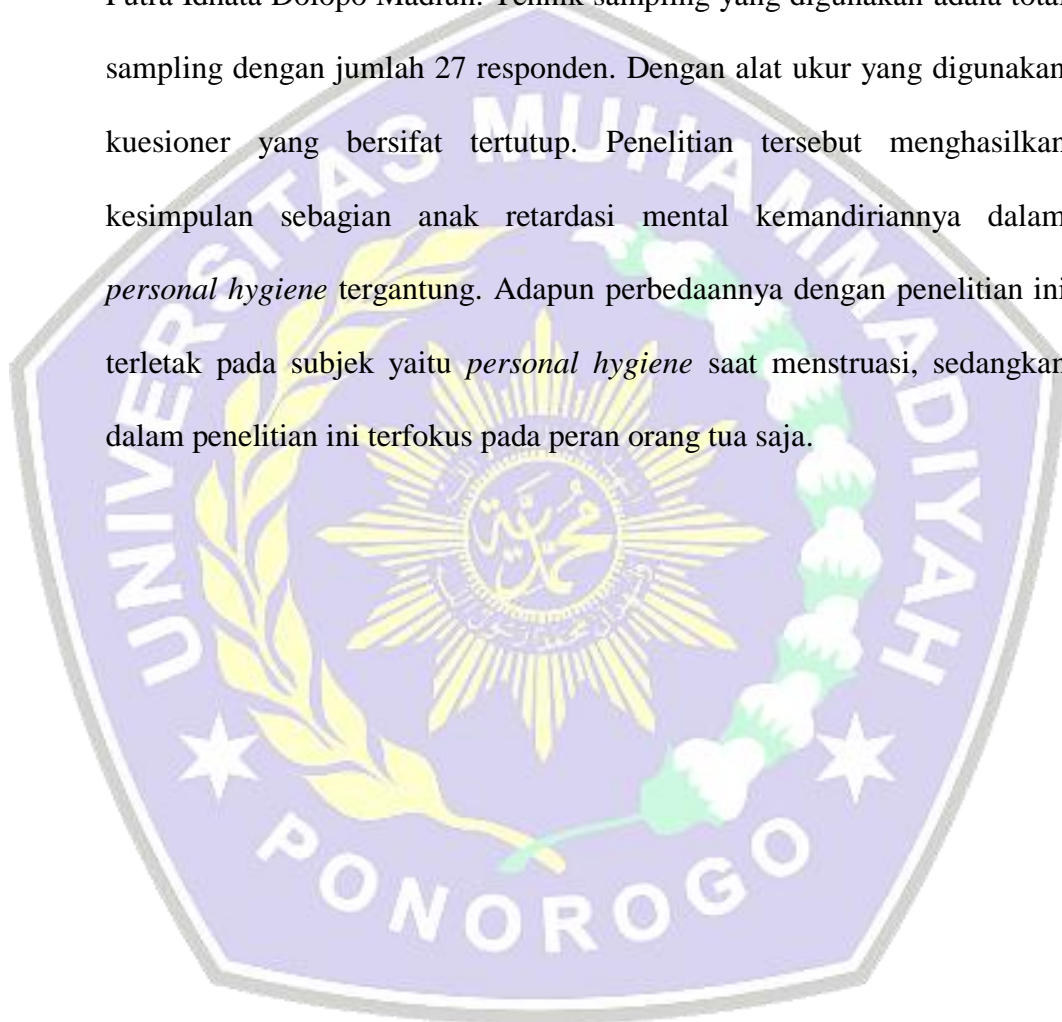 Putra Idhata Dolopo Madiun. Teknik sampling yang digunakan adala total
sampling dengan jumlah 27 responden. Dengan alat ukur yang digunakan
kuesioner yang bersifat tertutup. Penelitian tersebut menghasilkan
kesimpulan sebagian anak retardasi mental kemandiriannya dalam
personal hygiene tergantung. Adapun perbedaannya dengan penelitian ini
terletak pada subjek yaitu personal hygiene saat menstruasi, sedangkan
dalam penelitian ini terfokus pada peran orang tua saja.
UNIVERSITAS MUHAMMADIYAH
محمدية
PONOROGO